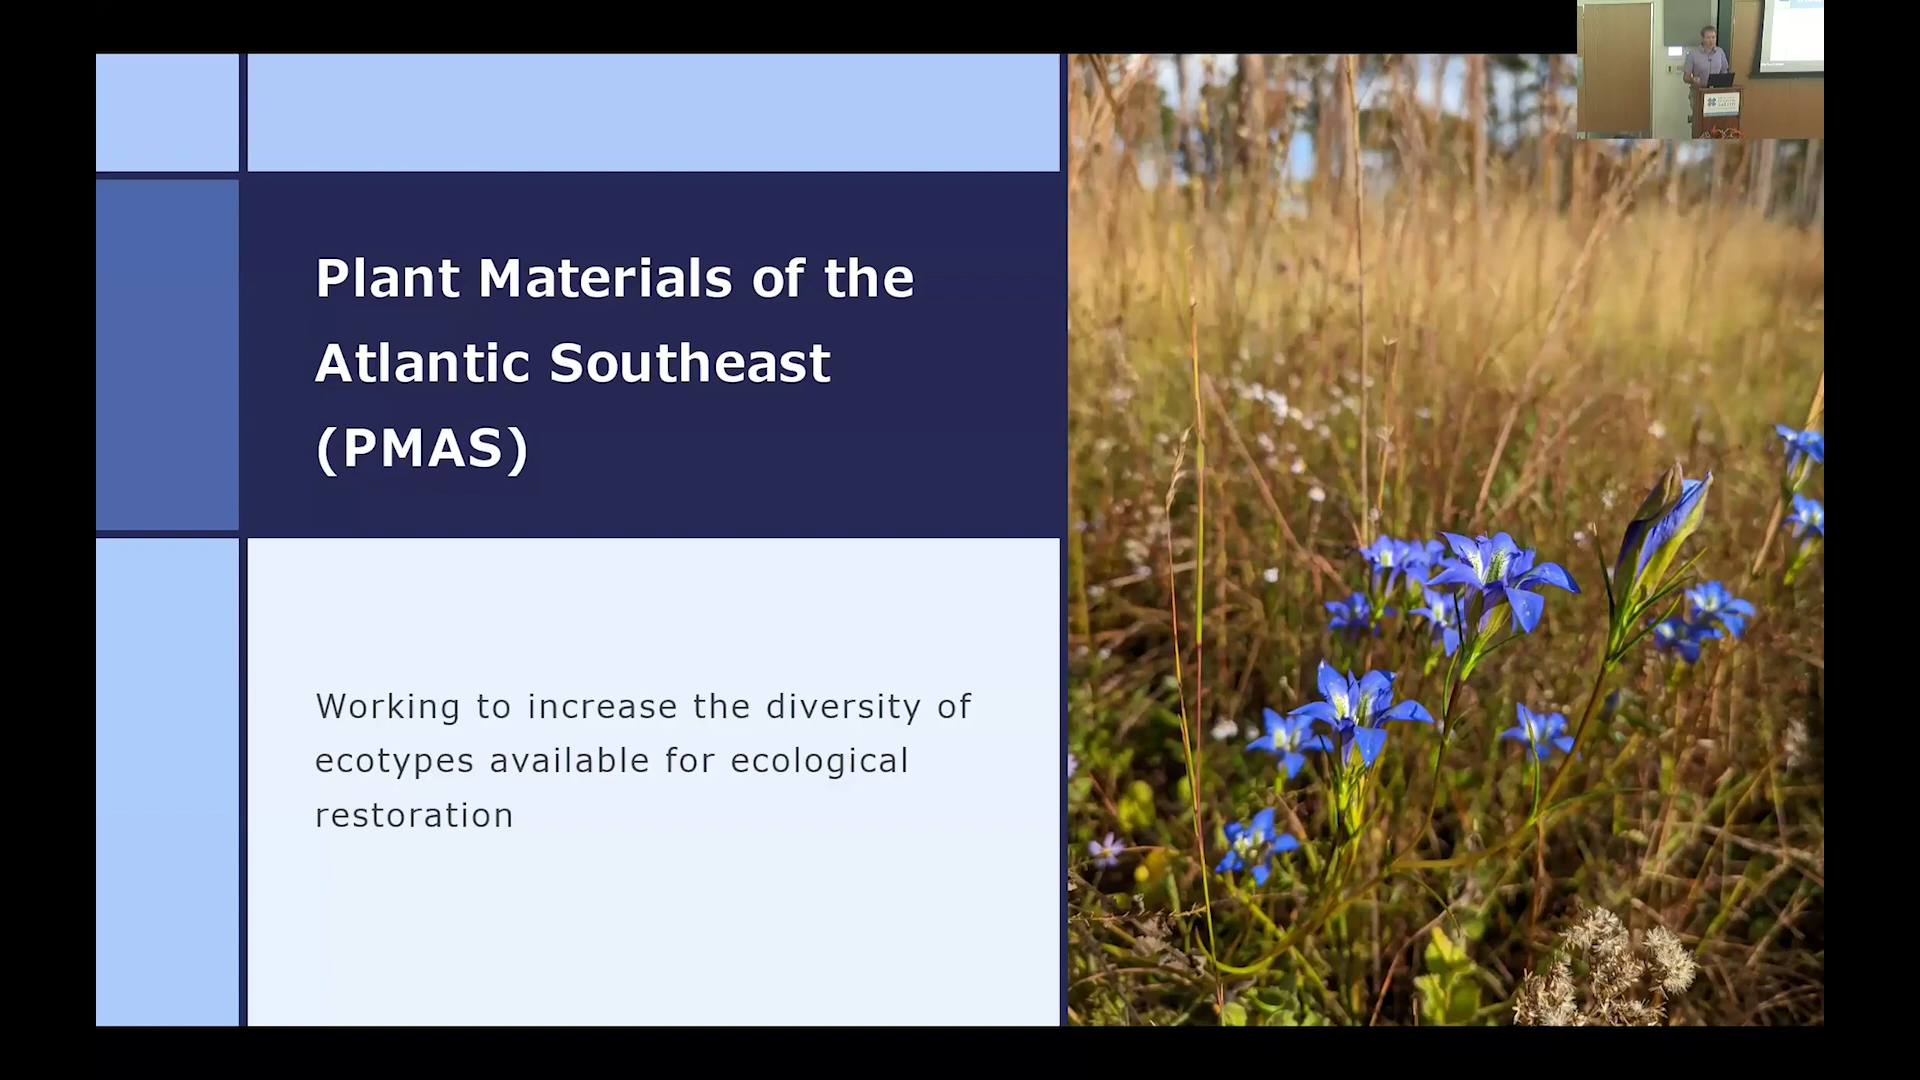 Plant Materials of the
Atlantic Southeast
(PMAS)
Working to increase the diversity of
ecotypes available for ecological
restoration